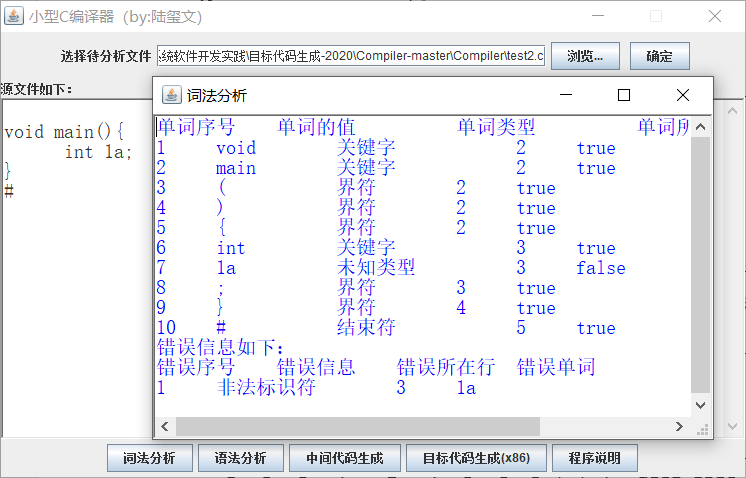 小型C编译器（by:陆玺文）
选择待分析文件
统软件开发实践\目标代码生成-2020\Compiler-master\Compiler\test2.c
浏览...
确定
源文件如下：
void main(){
int 1a;
}
#
词法分析
单词序号 单词的值 单词类型 单词所
1 void 关键字 2 true
2 main 关键字 2 true
3 ( 界符 2 true
4 ) 界符 2 true
5 { 界符 2 true
6 int 关键字 3 true
7 1a 未知类型 3 false
8 ; 界符 3 true
9 } 界符 4 true
10 # 结束符 5 true
错误信息如下：
错误序号 错误信息 错误所在行 错误单词
1 非法标识符 3 1a
词法分析
语法分析
中间代码生成
目标代码生成(x86)
程序说明